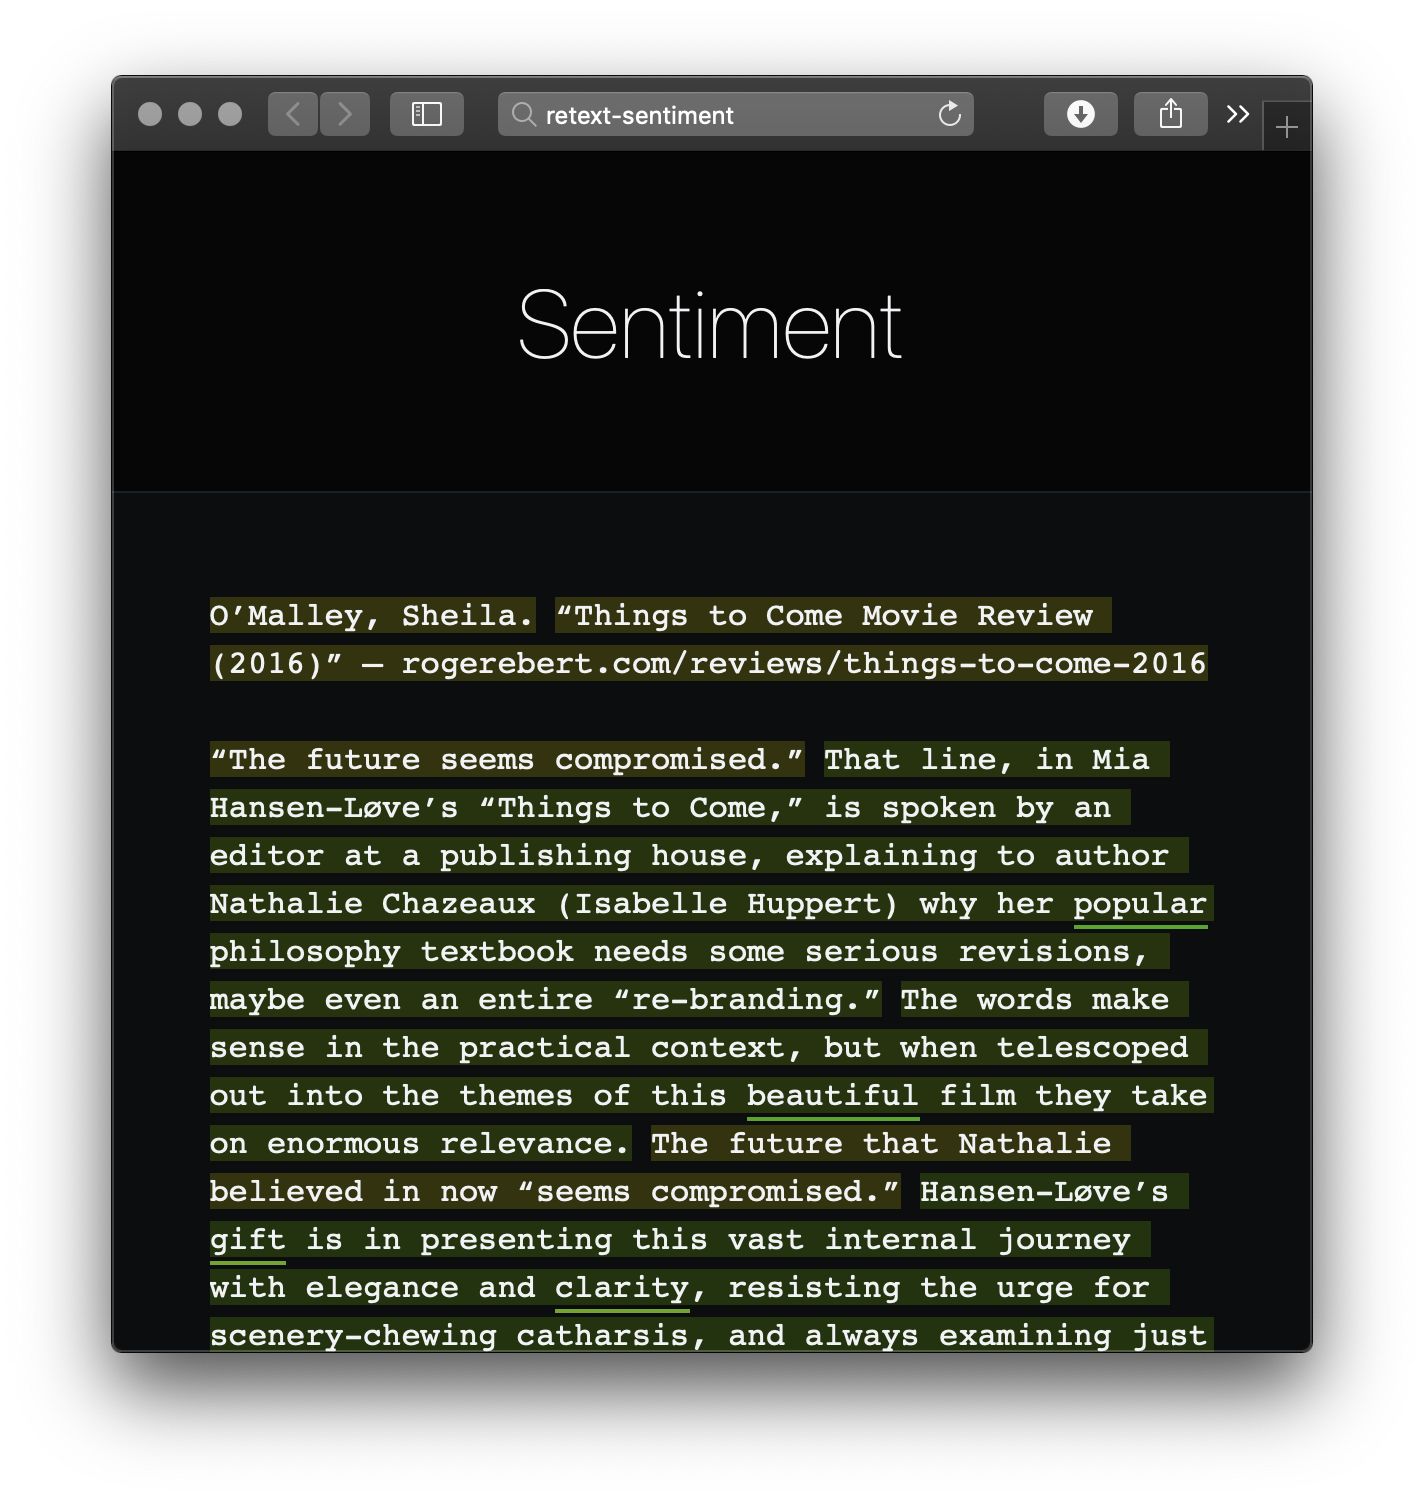 retext-sentiment
Sentiment
O’Malley, Sheila. “Things to Come Movie Review
(2016)” — rogerebert.com/reviews/things-to-come-2016
“The future seems compromised.” That line, in Mia
Hansen-Løve’s “Things to Come,” is spoken by an
editor at a publishing house, explaining to author
Nathalie Chazeaux (Isabelle Huppert) why her popular
philosophy textbook needs some serious revisions,
maybe even an entire “re-branding.” The words make
sense in the practical context, but when telescoped
out into the themes of this beautiful film they take
on enormous relevance. The future that Nathalie
believed in now “seems compromised.” Hansen-Løve’s
gift is in presenting this vast internal journey
with elegance and clarity, resisting the urge for
scenery-chewing catharsis, and always examining just